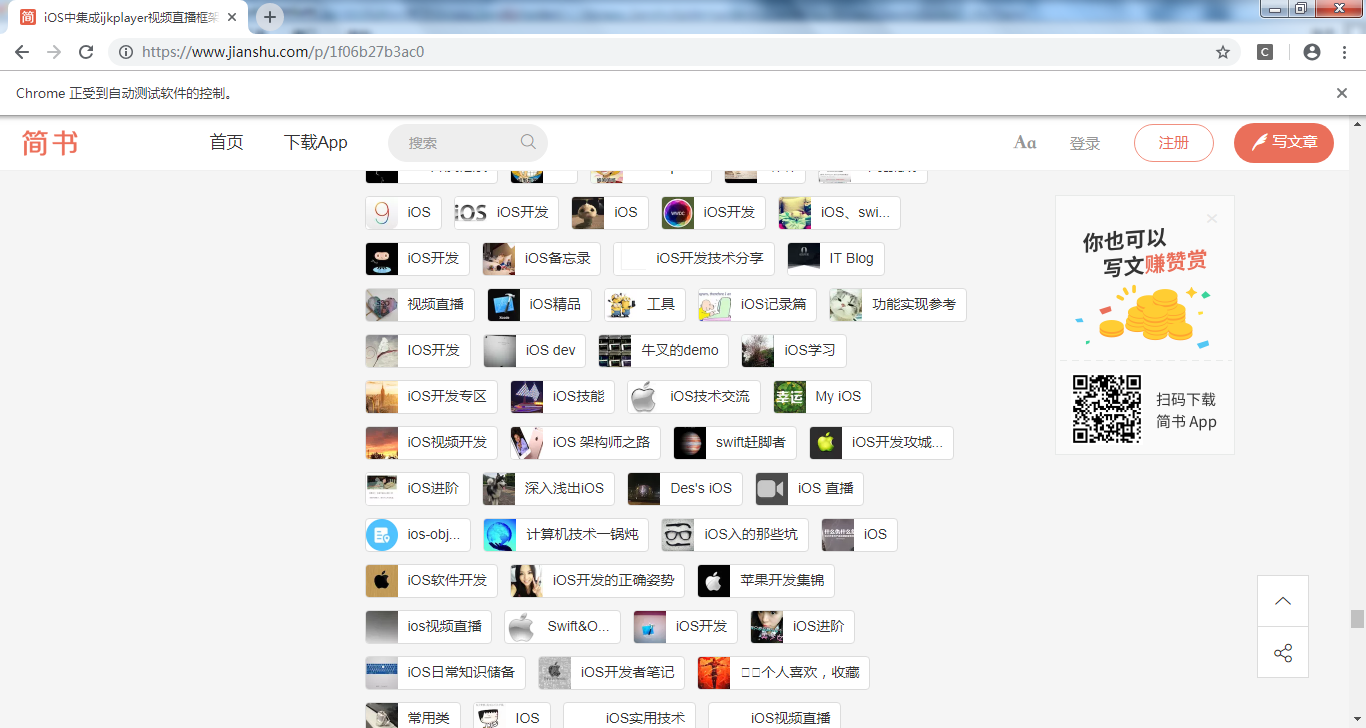 iOS中集成ijkplayer视频直播框架
https://www.jianshu.com/p/1f06b27b3ac0
Chrome 正受到自动测试软件的控制。
简书 首页 下载App 搜索 Aa 登录 注册 写文章
iOS iOS开发 iOS iOS开发 iOS、swi...
iOS开发 iOS备忘录 iOS开发技术分享 IT Blog
视频直播 iOS精品 工具 iOS记录篇 功能实现参考
IOS开发 iOS dev 牛叉的demo iOS学习
iOS开发专区 iOS技能 iOS技术交流 My iOS
iOS视频开发 iOS 架构师之路 swift赶脚者 iOS开发攻城...
iOS进阶 深入浅出iOS Des's iOS iOS 直播
ios-obj... 计算机技术一锅炖 iOS入的那些坑 iOS
iOS软件开发 iOS开发的正确姿势 苹果开发集锦
ios视频直播 Swift&O... iOS开发 iOS进阶
iOS日常知识储备 iOS开发者笔记 个人喜欢，收藏
常用类 IOS iOS实用技术 iOS视频直播
你也可以
写文赚赞赏
扫码下载
简书 App